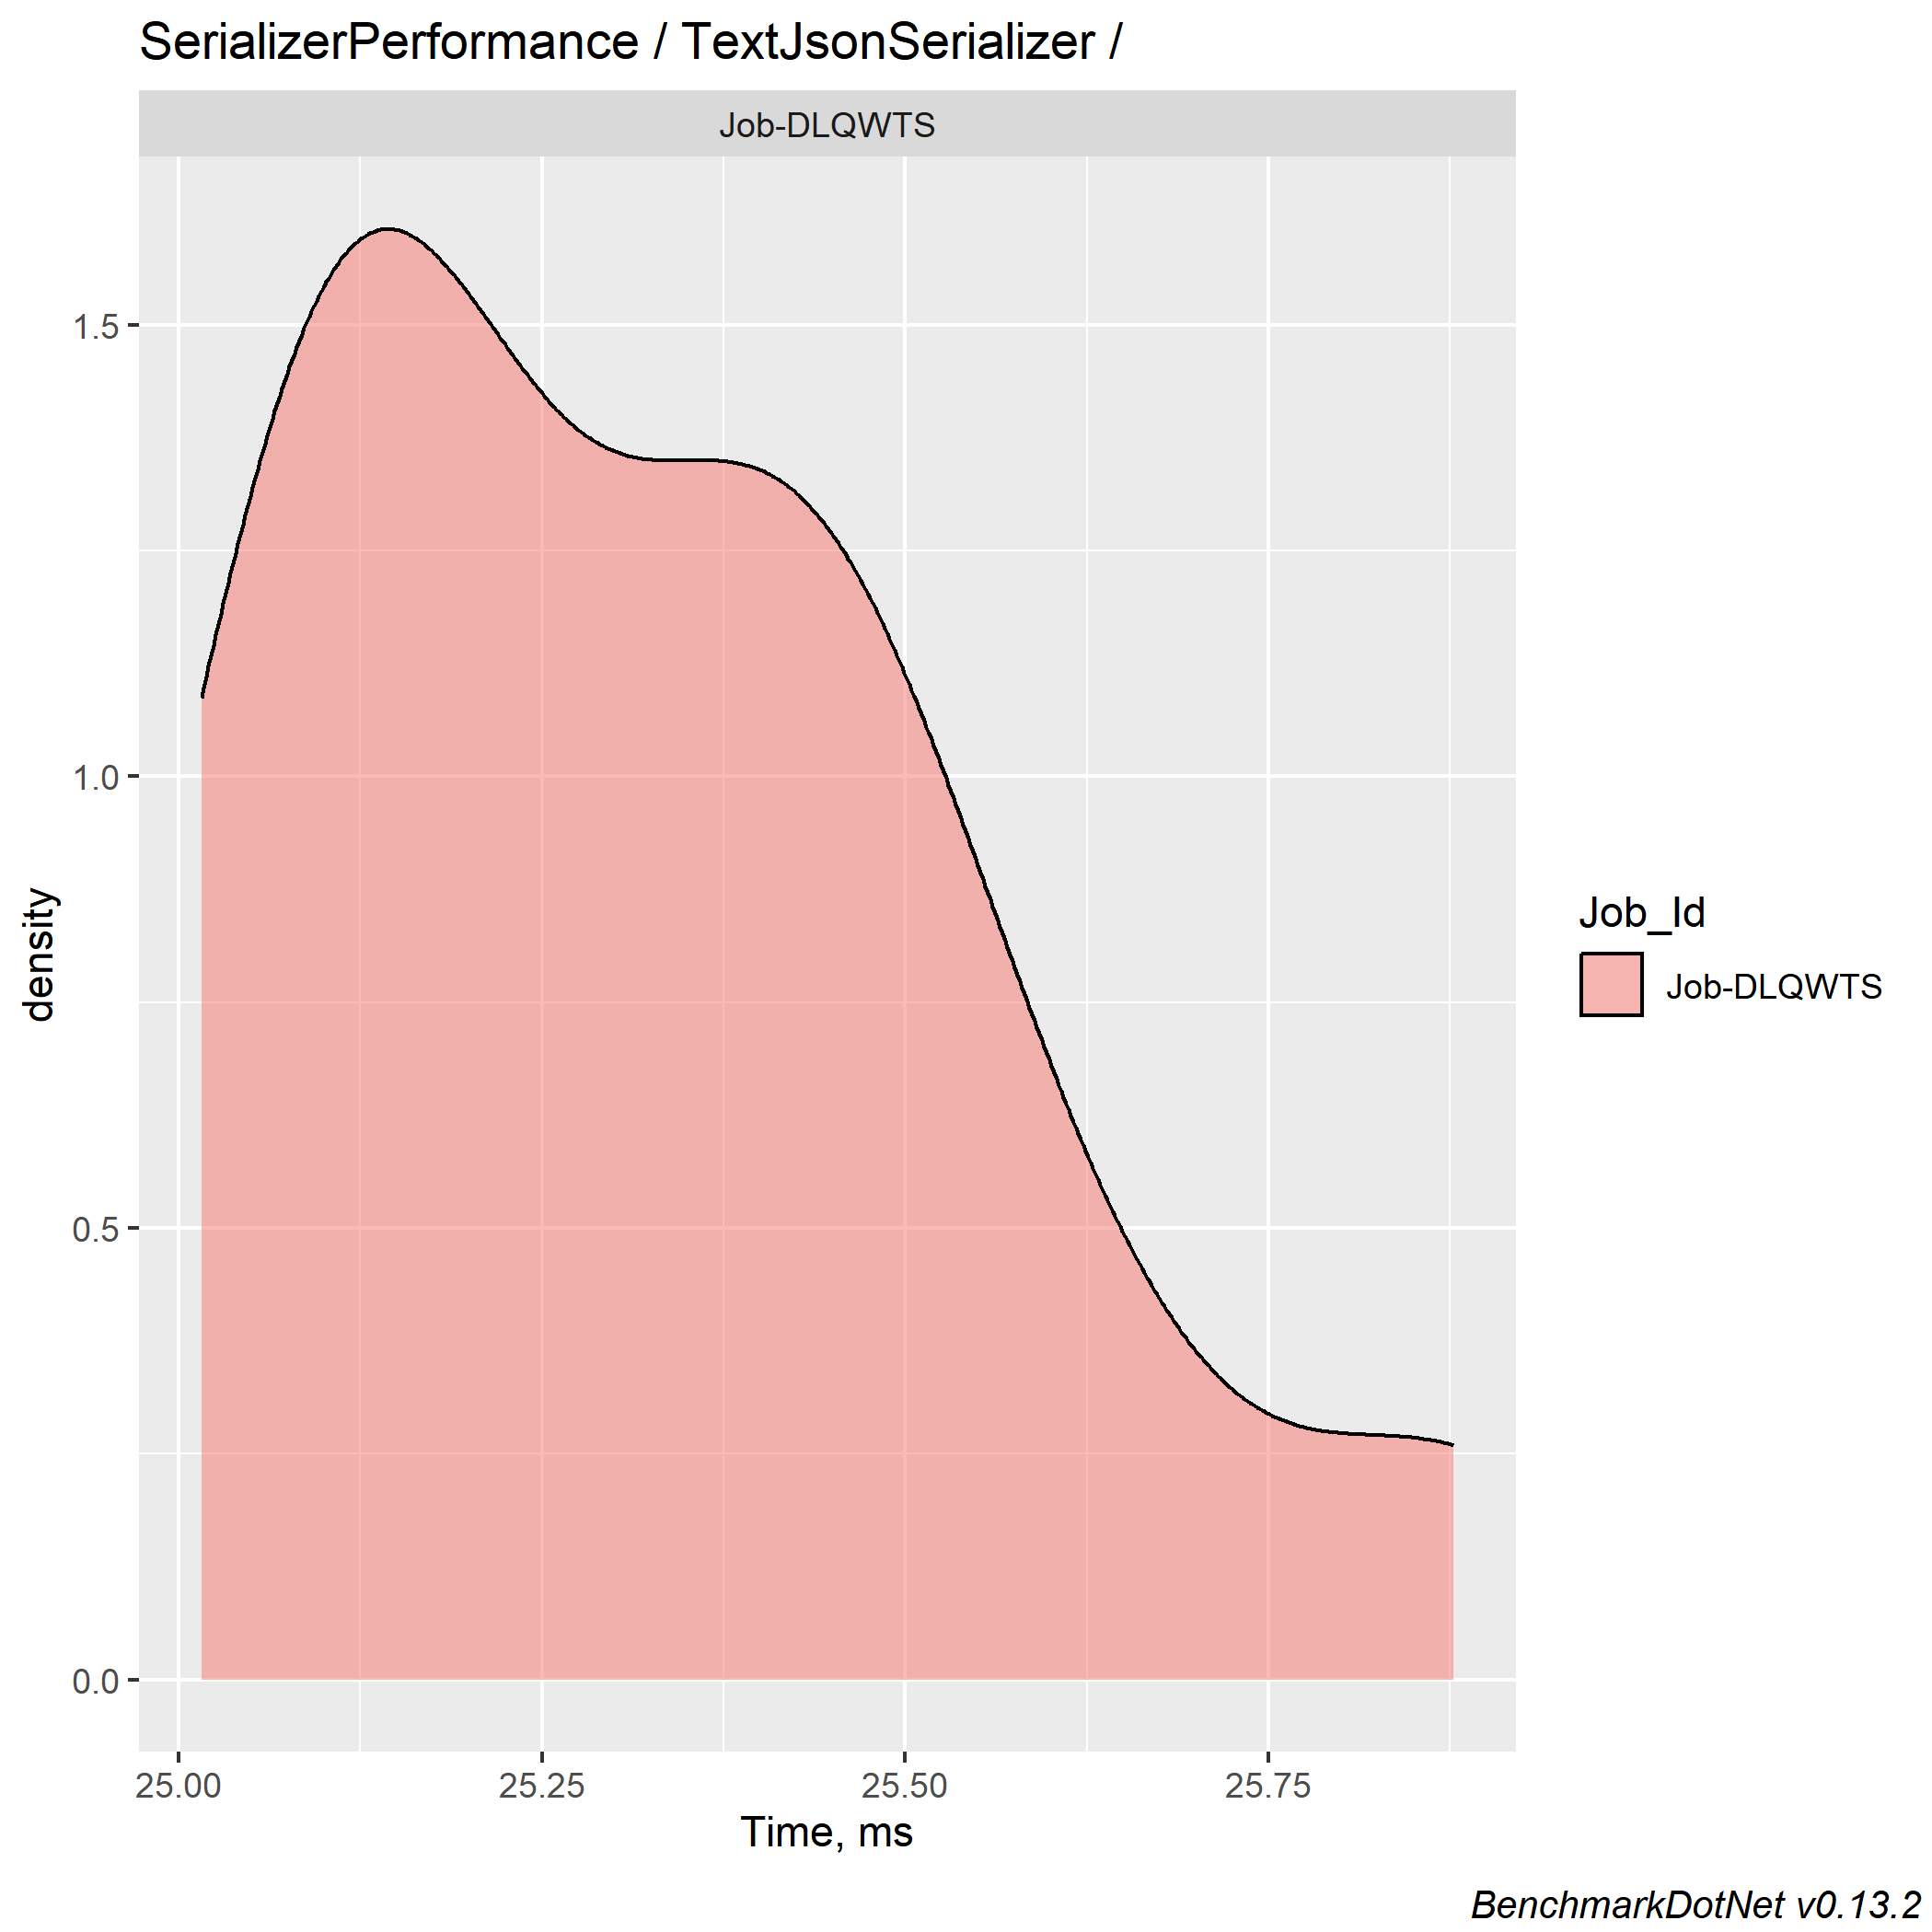 SerializerPerformance / TextJsonSerializer /
Job-DLQWTS
1.5
1.0
0.5
0.0
density
25.00 25.25 25.50 25.75
Time, ms
Job_Id
Job-DLQWTS
BenchmarkDotNet v0.13.2